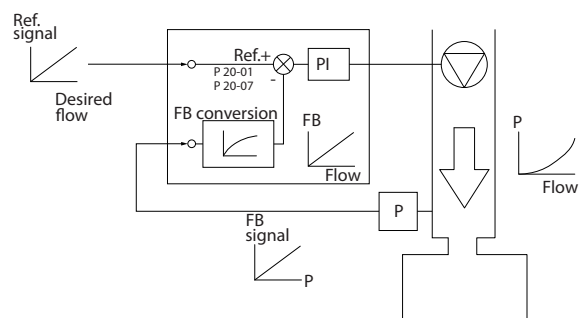 Ref.
signal
Desired
flow
Ref.+
P 20-01
P 20-07
-
PI
FB conversion
FB
Flow
P
FB
signal
P
P
Flow